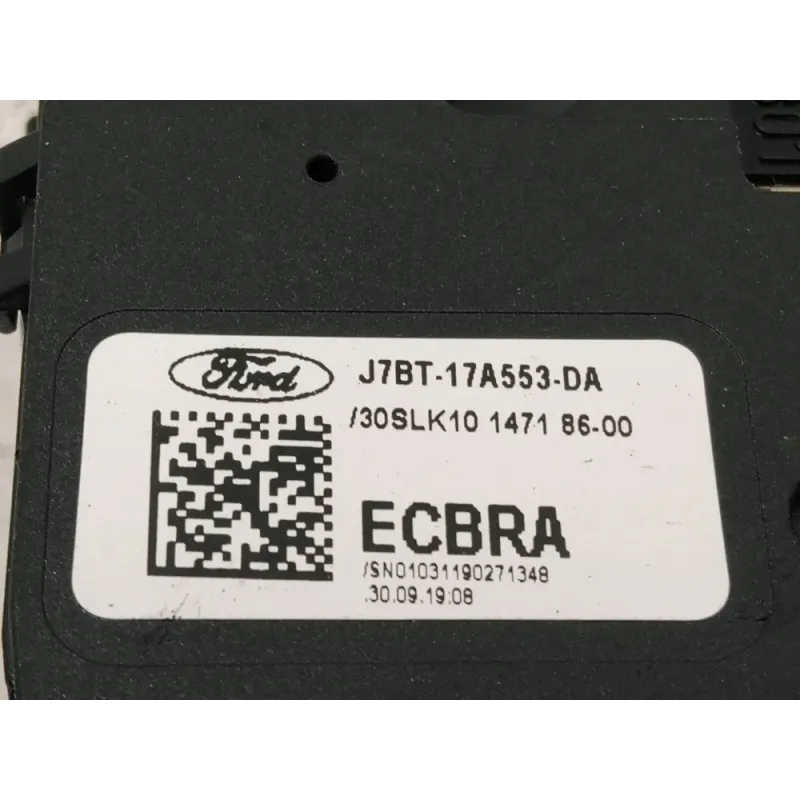 Ford
J7BT-17A553-DA
/30SLK10 1471 86-00
ECBRA
/SN01031190271348
30.09.19:08